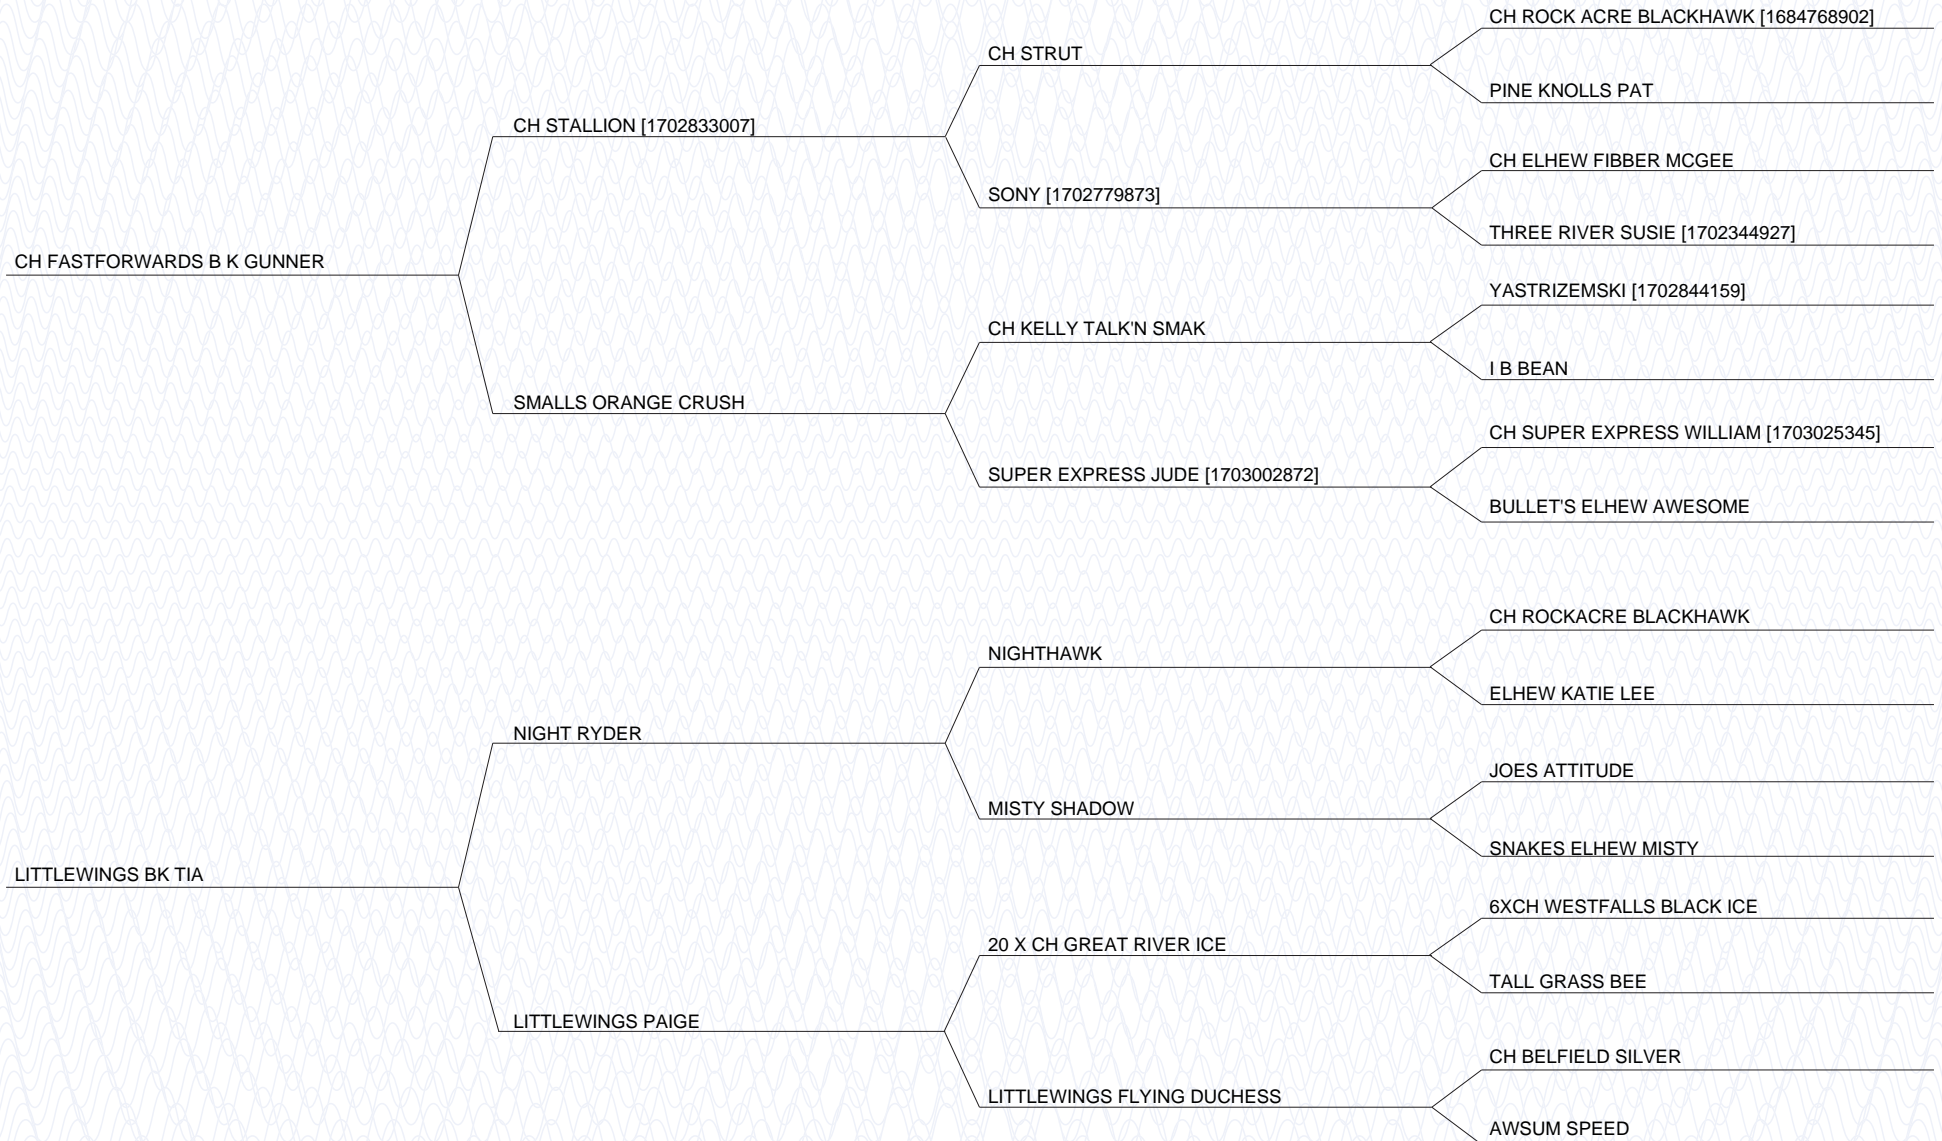 CH ROCK ACRE BLACKHAWK [1684768902]
CH STRUT
PINE KNOLLS PAT
CH STALLION [1702833007]
CH ELHEW FIBBER MCGEE
SONY [1702779873]
THREE RIVER SUSIE [1702344927]
CH FASTFORWARDS B K GUNNER
YASTRIZEMSKI [1702844159]
CH KELLY TALK'N SMAK
I B BEAN
SMALLS ORANGE CRUSH
CH SUPER EXPRESS WILLIAM [1703025345]
SUPER EXPRESS JUDE [1703002872]
BULLET'S ELHEW AWESOME
CH ROCKACRE BLACKHAWK
NIGHTHAWK
ELHEW KATIE LEE
NIGHT RYDER
JOES ATTITUDE
MISTY SHADOW
SNAKES ELHEW MISTY
LITTLEWINGS BK TIA
6XCH WESTFALLS BLACK ICE
20 X CH GREAT RIVER ICE
TALL GRASS BEE
LITTLEWINGS PAIGE
CH BELFIELD SILVER
LITTLEWINGS FLYING DUCHESS
AWSUM SPEED